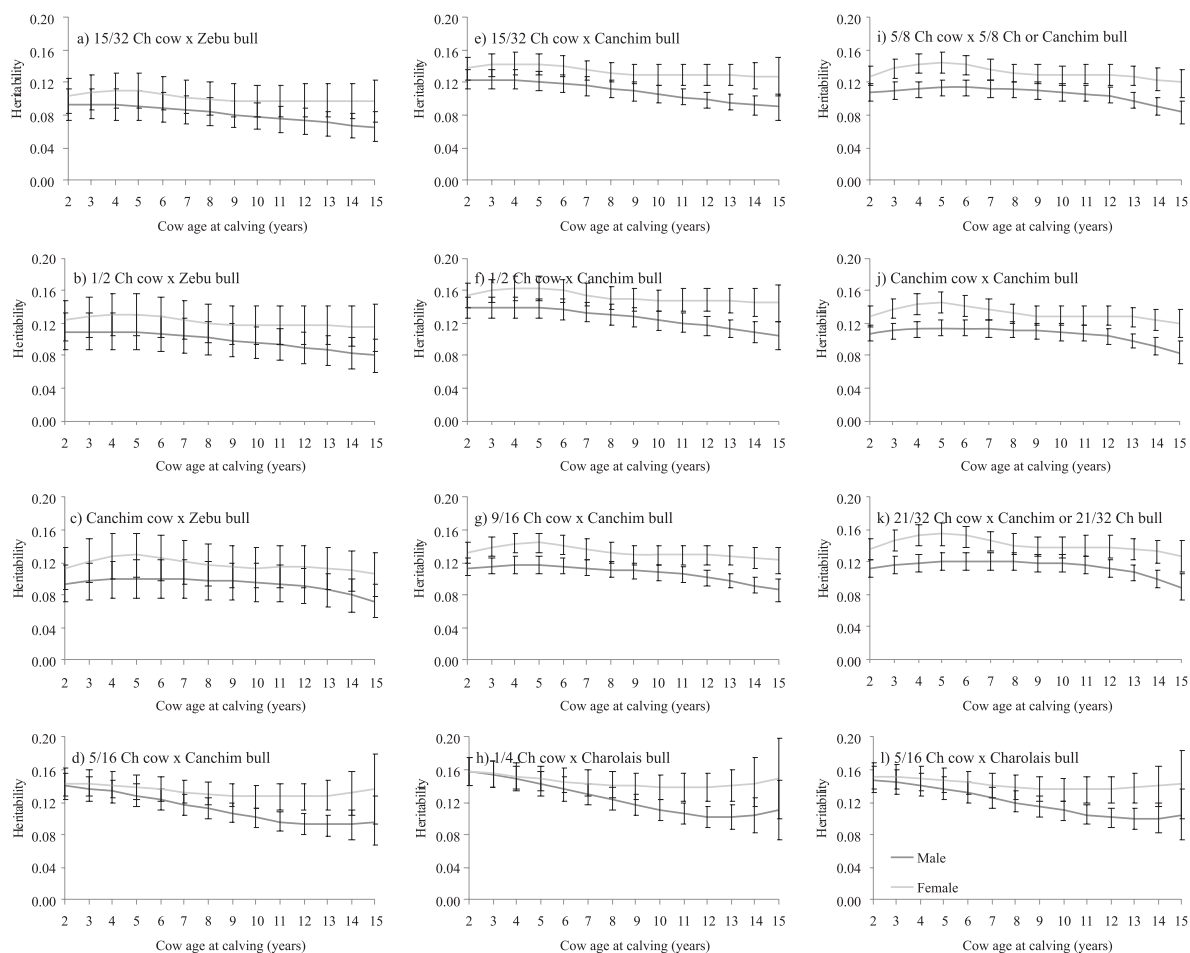 a) 15/32 Ch cow x Zebu bull
Heritability
0.20
0.16
0.12
0.08
0.04
0.00
2 3 4 5 6 7 8 9 10 11 12 13 14 15
Cow age at calving (years)
e) 15/32 Ch cow x Canchim bull
Heritability
0.20
0.16
0.12
0.08
0.04
0.00
2 3 4 5 6 7 8 9 10 11 12 13 14 15
Cow age at calving (years)
i) 5/8 Ch cow x 5/8 Ch or Canchim bull
Heritability
0.20
0.16
0.12
0.08
0.04
0.00
2 3 4 5 6 7 8 9 10 11 12 13 14 15
Cow age at calving (years)
b) 1/2 Ch cow x Zebu bull
Heritability
0.20
0.16
0.12
0.08
0.04
0.00
2 3 4 5 6 7 8 9 10 11 12 13 14 15
Cow age at calving (years)
f) 1/2 Ch cow x Canchim bull
Heritability
0.20
0.16
0.12
0.08
0.04
0.00
2 3 4 5 6 7 8 9 10 11 12 13 14 15
Cow age at calving (years)
j) Canchim cow x Canchim bull
Heritability
0.20
0.16
0.12
0.08
0.04
0.00
2 3 4 5 6 7 8 9 10 11 12 13 14 15
Cow age at calving (years)
c) Canchim cow x Zebu bull
Heritability
0.20
0.16
0.12
0.08
0.04
0.00
2 3 4 5 6 7 8 9 10 11 12 13 14 15
Cow age at calving (years)
g) 9/16 Ch cow x Canchim bull
Heritability
0.20
0.16
0.12
0.08
0.04
0.00
2 3 4 5 6 7 8 9 10 11 12 13 14 15
Cow age at calving (years)
k) 21/32 Ch cow x Canchim or 21/32 Ch bull
Heritability
0.20
0.16
0.12
0.08
0.04
0.00
2 3 4 5 6 7 8 9 10 11 12 13 14 15
Cow age at calving (years)
d) 5/16 Ch cow x Canchim bull
Heritability
0.20
0.16
0.12
0.08
0.04
0.00
2 3 4 5 6 7 8 9 10 11 12 13 14 15
Cow age at calving (years)
h) 1/4 Ch cow x Charolais bull
Heritability
0.20
0.16
0.12
0.08
0.04
0.00
2 3 4 5 6 7 8 9 10 11 12 13 14 15
Cow age at calving (years)
l) 5/16 Ch cow x Charolais bull
Heritability
0.20
0.16
0.12
0.08
0.04
0.00
Male
Female
2 3 4 5 6 7 8 9 10 11 12 13 14 15
Cow age at calving (years)